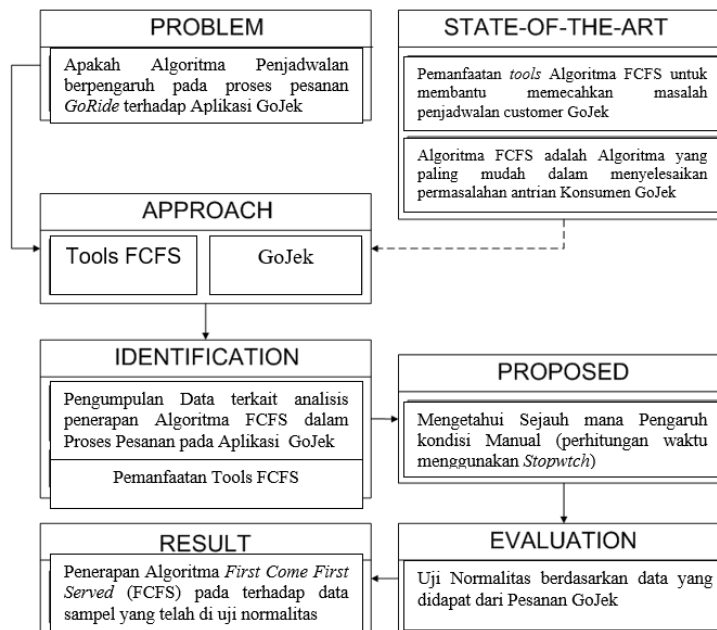 PROBLEM
Apakah Algoritma Penjadwalan
berpengaruh pada proses pesanan
GoRide terhadap Aplikasi GoJek
STATE-OF-THE-ART
Pemanfaatan tools Algoritma FCFS untuk
membantu memecahkan masalah
penjadwalan customer GoJek
Algoritma FCFS adalah Algoritma yang
paling mudah dalam menyelesaikan
permasalahan antrian Konsumen GoJek
APPROACH
Tools FCFS
GoJek
IDENTIFICATION
Pengumpulan Data terkait analisis
penerapan Algoritma FCFS dalam
Proses Pesanan pada Aplikasi GoJek
Pemanfaatan Tools FCFS
PROPOSED
Mengetahui Sejauh mana Pengaruh
kondisi Manual (perhitungan waktu
menggunakan Stopwtch)
EVALUATION
Uji Normalitas berdasarkan data yang
didapat dari Pesanan GoJek
RESULT
Penerapan Algoritma First Come First
Served (FCFS) pada terhadap data
sampel yang telah di uji normalitas